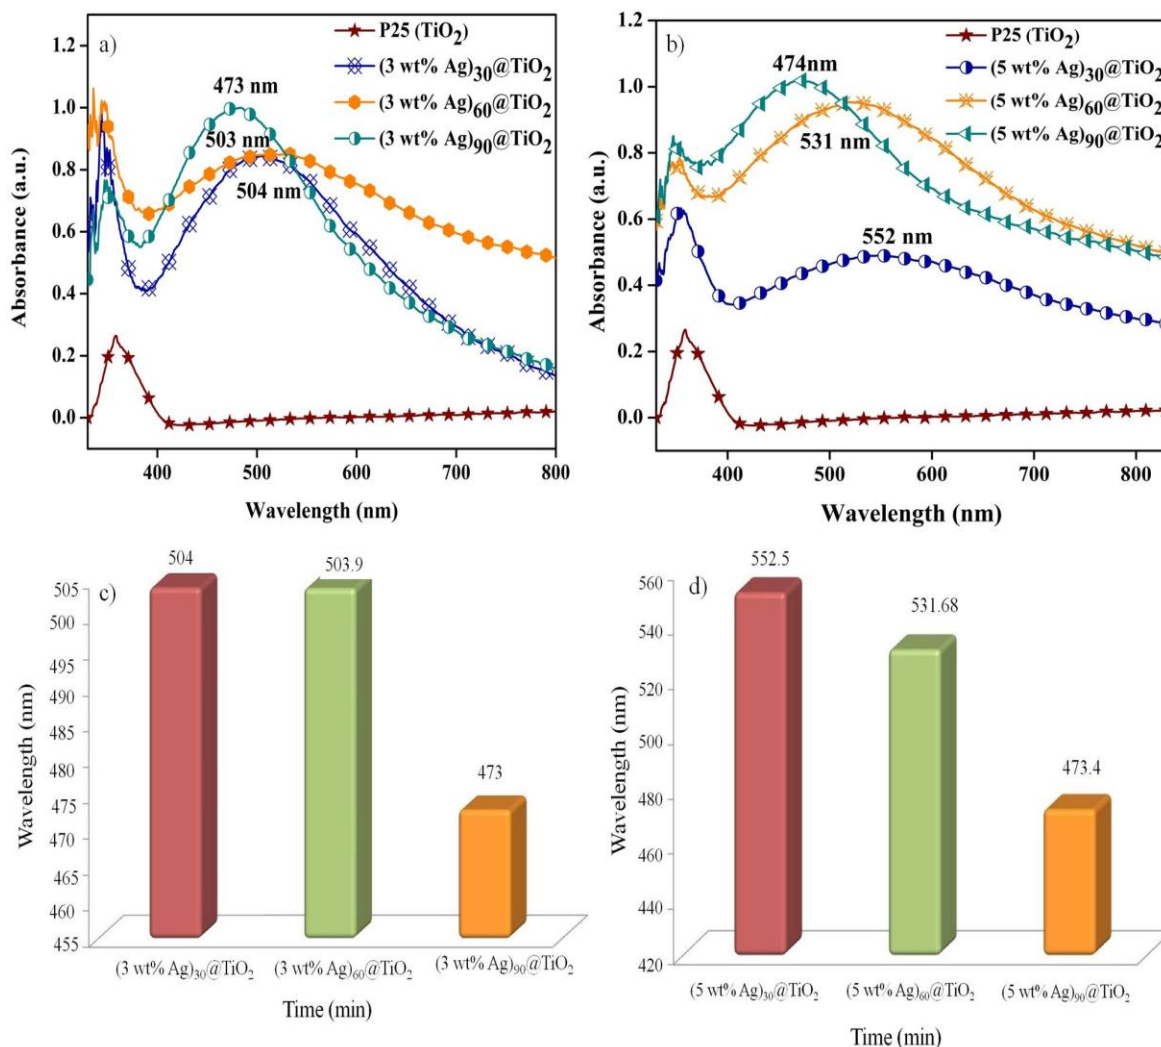 a)
P25 (TiO₂)
(3 wt% Ag)₃₀@TiO₂
(3 wt% Ag)₆₀@TiO₂
(3 wt% Ag)₉₀@TiO₂
473 nm
503 nm
504 nm
1.2
1.0
0.8
0.6
0.4
0.2
0.0
Absorbance (a.u.)
400 500 600 700 800
Wavelength (nm)
b)
P25 (TiO₂)
(5 wt% Ag)₃₀@TiO₂
(5 wt% Ag)₆₀@TiO₂
(5 wt% Ag)₉₀@TiO₂
474nm
531 nm
552 nm
1.2
1.0
0.8
0.6
0.4
0.2
0.0
Absorbance (a.u.)
400 500 600 700 800
Wavelength (nm)
c)
504
503.9
473
505
500
495
490
485
480
475
470
465
460
455
Wavelength (nm)
(3 wt% Ag)₃₀@TiO₂ (3 wt% Ag)₆₀@TiO₂ (3 wt% Ag)₉₀@TiO₂
Time (min)
d)
552.5
531.68
473.4
560
540
520
500
480
460
440
420
Wavelength (nm)
(5 wt% Ag)₃₀@TiO₂ (5 wt% Ag)₆₀@TiO₂ (5 wt% Ag)₉₀@TiO₂
Time (min)